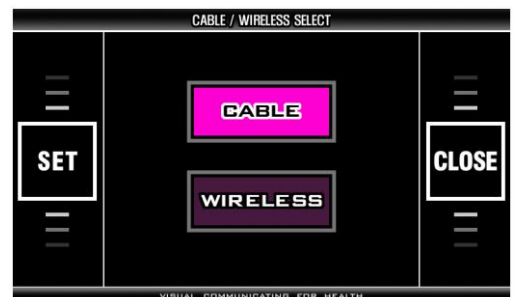 CABLE / WIRELESS SELECT
CABLE
SET
CLOSE
WIRELESS
VISUAL COMMUNICATING FOR HEALTH